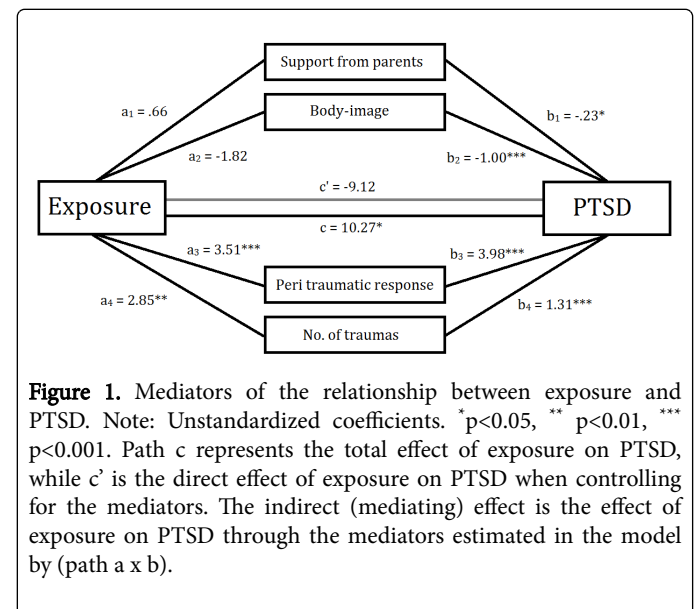 Support from parents
a₁ = .66
Body-image
b₁ = -.23*
a₂ = -1.82
b₂ = -1.00***
c' = -9.12
Exposure
PTSD
c = 10.27*
a₃ = 3.51***
b₃ = 3.98***
Peri traumatic response
a₄ = 2.85**
b₄ = 1.31***
No. of traumas
Figure 1. Mediators of the relationship between exposure and
PTSD. Note: Unstandardized coefficients. *p<0.05, ** p<0.01, ***
p<0.001. Path c represents the total effect of exposure on PTSD,
while c’ is the direct effect of exposure on PTSD when controlling
for the mediators. The indirect (mediating) effect is the effect of
exposure on PTSD through the mediators estimated in the model
by (path a x b).